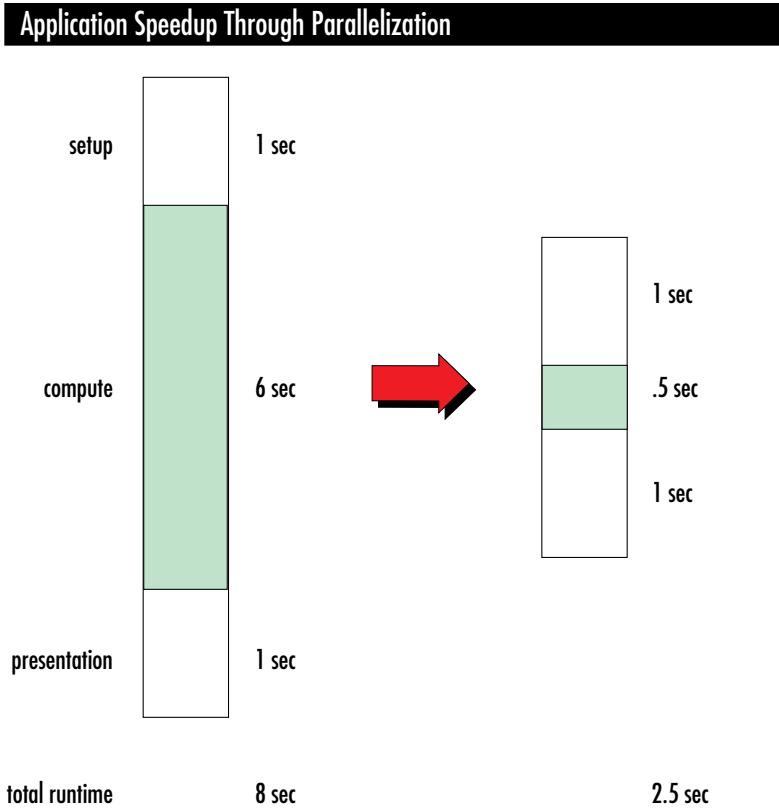 Application Speedup Through Parallelization
setup 1 sec
1 sec
compute 6 sec .5 sec
1 sec
presentation 1 sec
total runtime 8 sec 2.5 sec